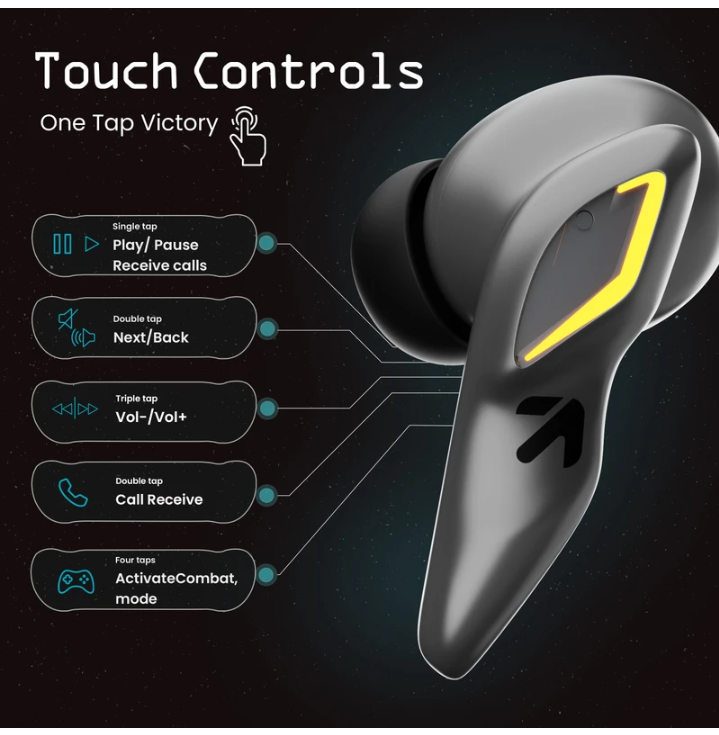 Touch Controls
One Tap Victory
Single tap
Play/ Pause
Receive calls
Double tap
Next/Back
Triple tap
Vol-/Vol+
Double tap
Call Receive
Four taps
ActivateCombat,
mode